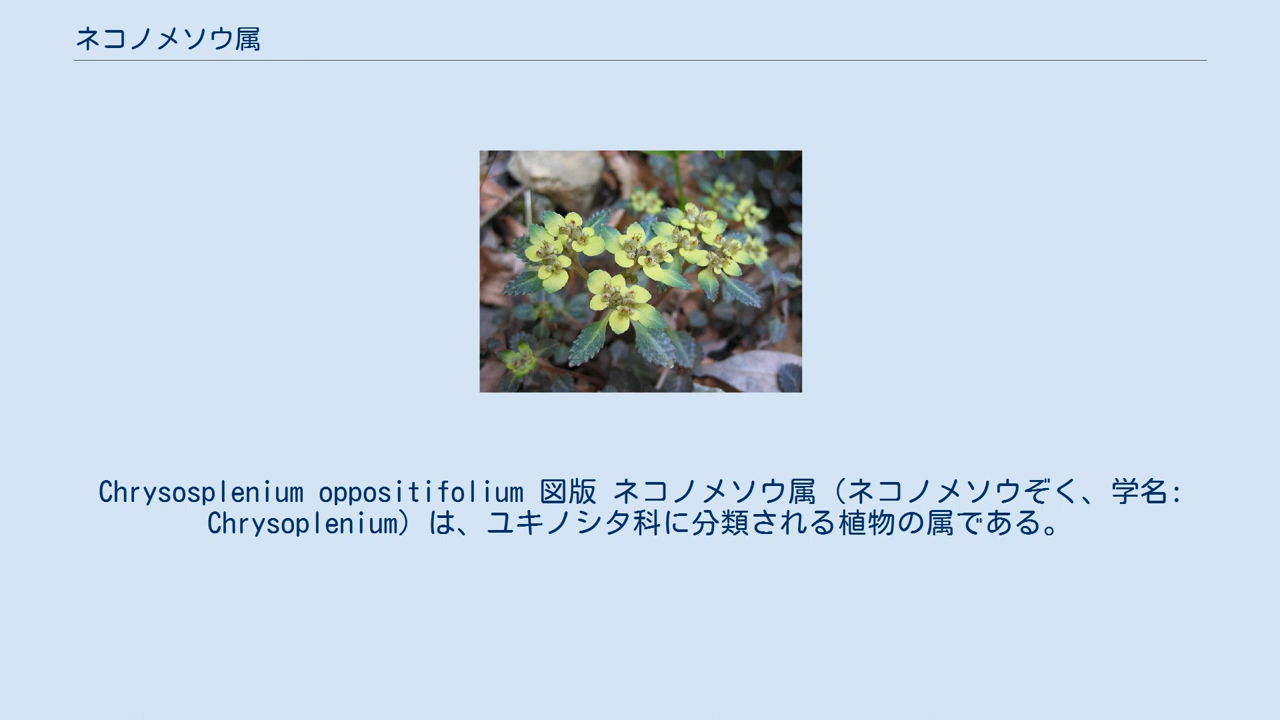 ネコノメソウ属
Chrysosplenium oppositifolium 図版 ネコノメソウ属（ネコノメソウぞく、学名:
Chrysoplenium）は、ユキノシタ科に分類される植物の属である。